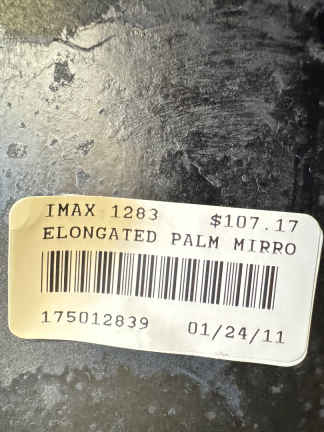 IMAX 1283 $107.17
ELONGATED PALM MIRRO
175012839 01/24/11